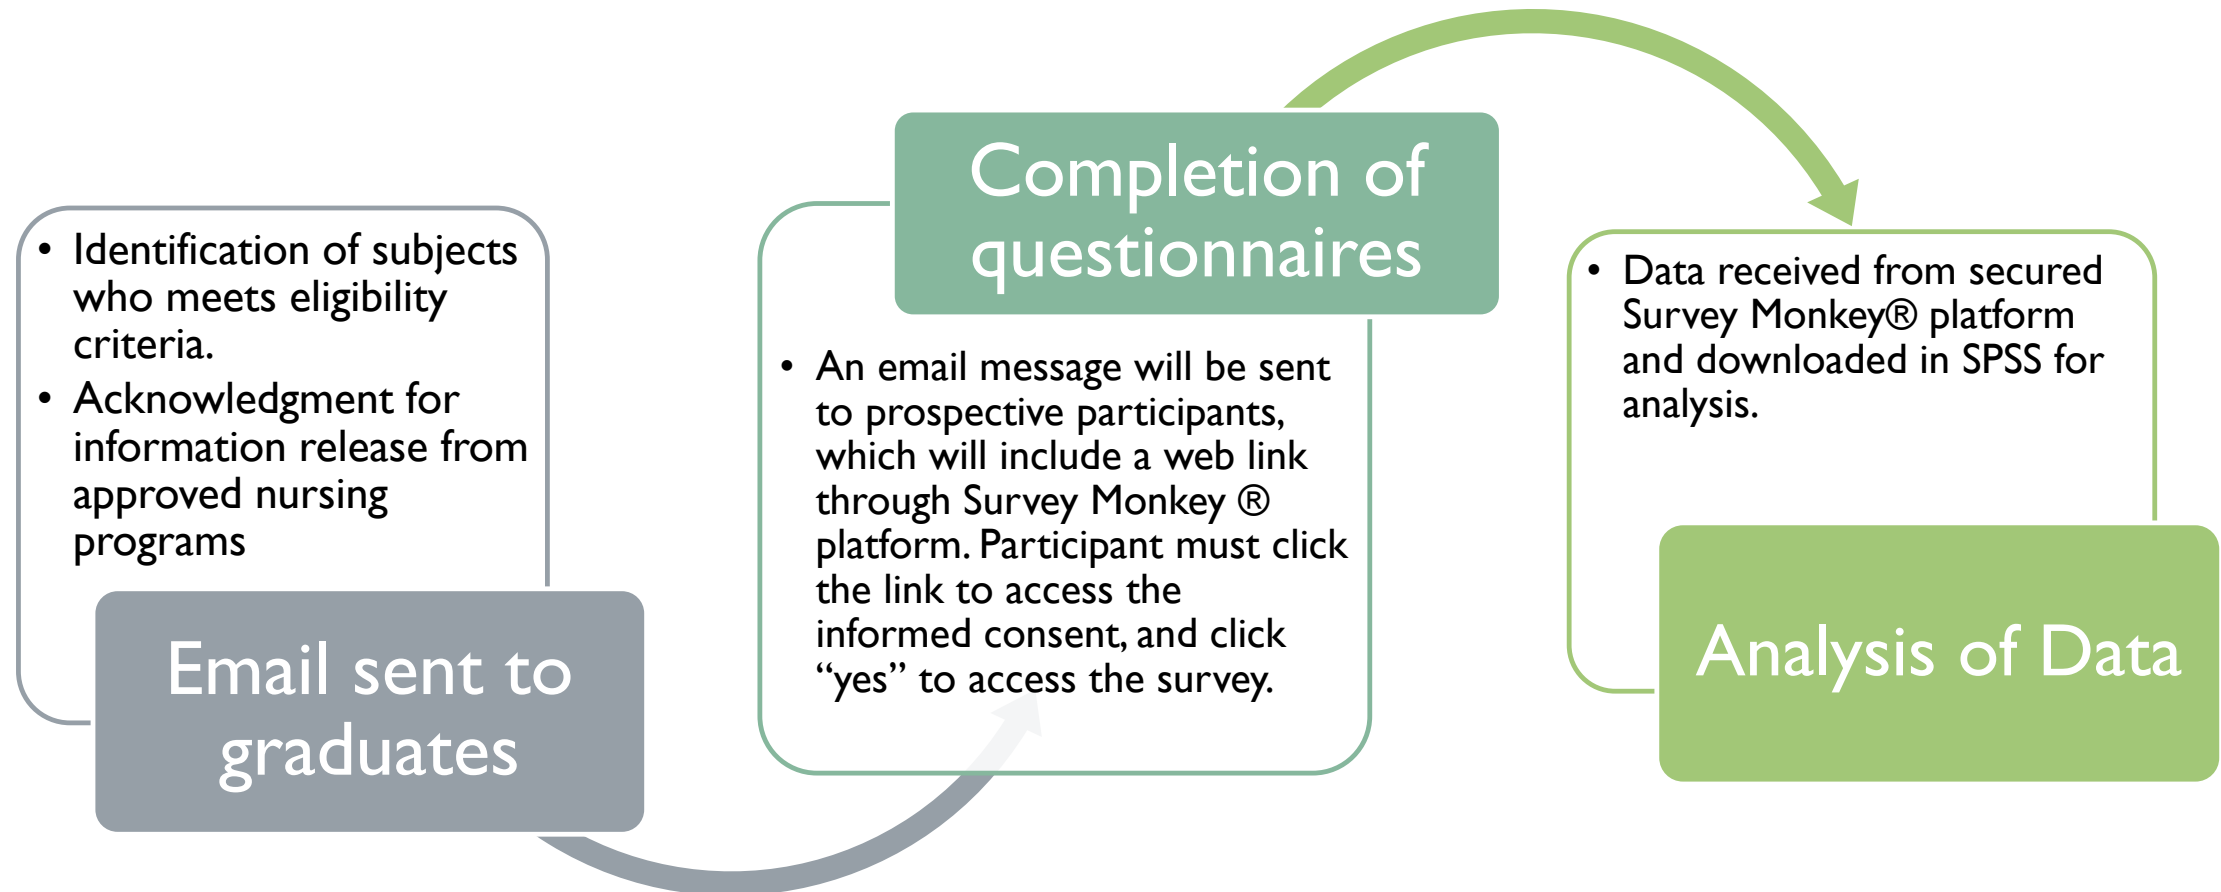 • Identification of subjects
who meets eligibility
criteria.
• Acknowledgment for
information release from
approved nursing
programs
Email sent to
graduates
Completion of
questionnaires
• An email message will be sent
to prospective participants,
which will include a web link
through Survey Monkey ®
platform. Participant must click
the link to access the
informed consent, and click
“yes” to access the survey.
• Data received from secured
Survey Monkey® platform
and downloaded in SPSS for
analysis.
Analysis of Data